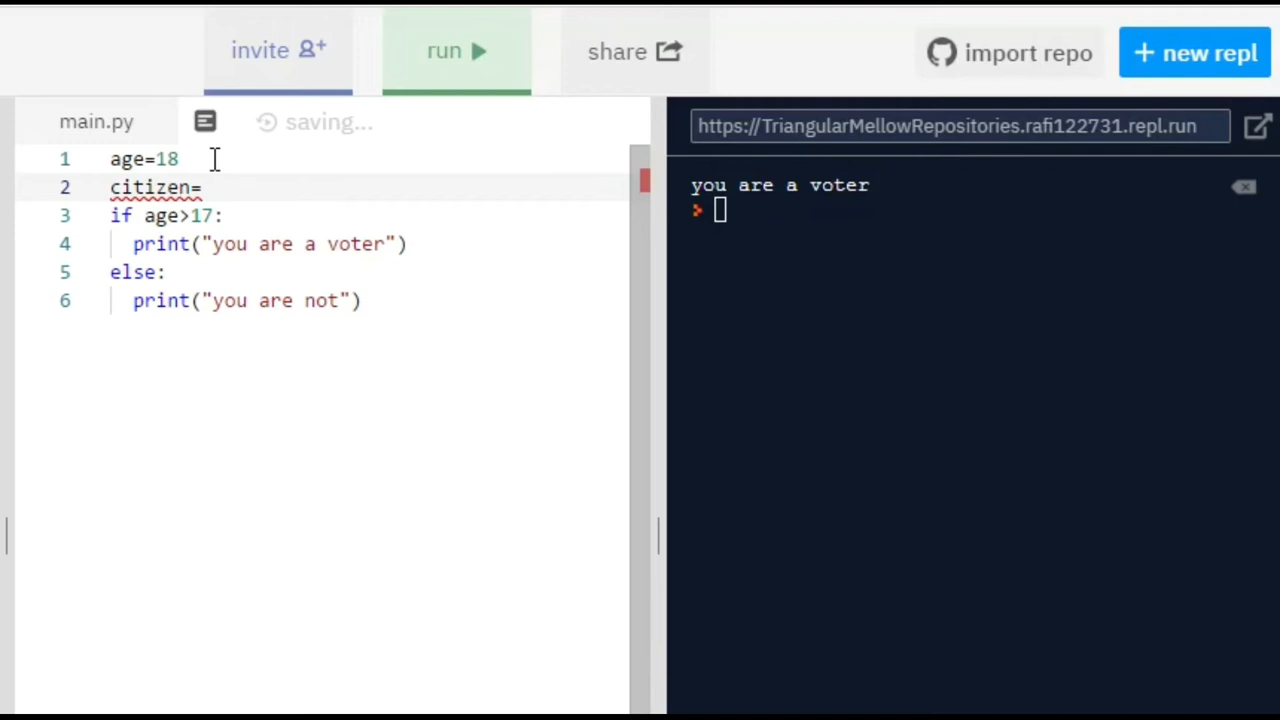 invite
run
share
import repo
+ new repl
main.py
saving...
https://TriangularMellowRepositories.rafi122731.repl.run
1 age=18
2 citizen=
3 if age>17:
4 print("you are a voter")
5 else:
6 print("you are not")
you are a voter
>